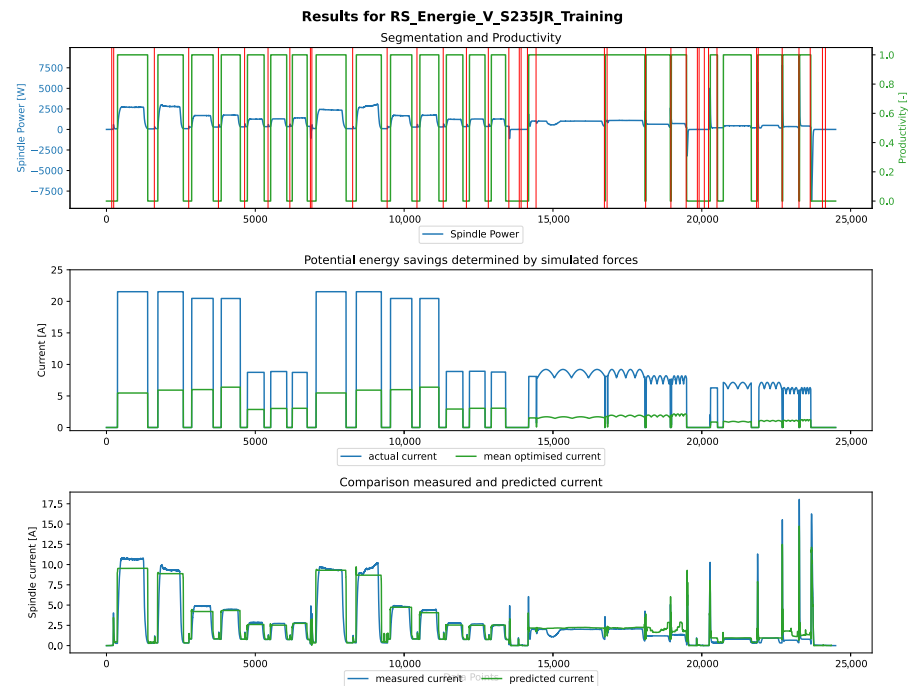 Results for RS_Energie_V_S235JR_Training
Segmentation and Productivity
Spindle Power [W]
7500
5000
2500
0
−2500
−5000
−7500
1.0
0.8
0.6
0.4
0.2
0.0
Productivity [-]
0 5000 10,000 15,000 20,000 25,000
Spindle Power
Potential energy savings determined by simulated forces
Current [A]
25
20
15
10
5
0
0 5000 10,000 15,000 20,000 25,000
actual current mean optimised current
Comparison measured and predicted current
Spindle current [A]
17.5
15.0
12.5
10.0
7.5
5.0
2.5
0.0
0 5000 10,000 15,000 20,000 25,000
measured current predicted current